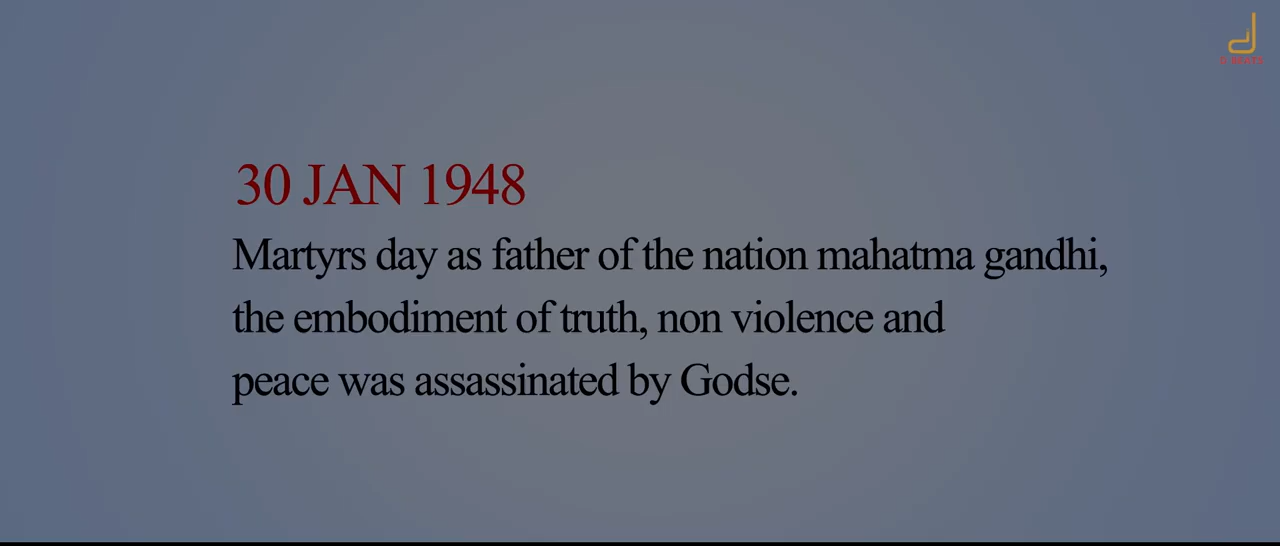 30 JAN 1948
Martyrs day as father of the nation mahatma gandhi,
the embodiment of truth, non violence and
peace was assassinated by Godse.